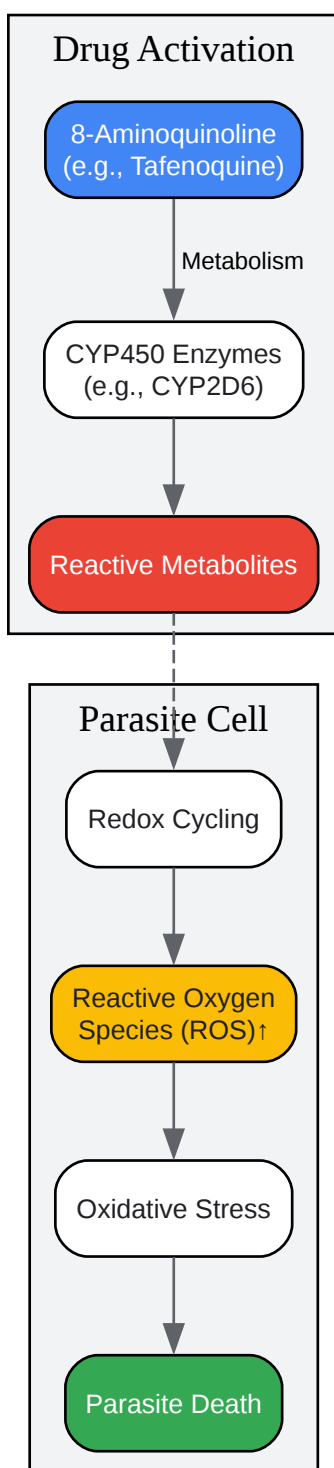 Drug Activation
8-Aminoquinoline
(e.g., Tafenoquine)
Metabolism
CYP450 Enzymes
(e.g., CYP2D6)
Reactive Metabolites
Parasite Cell
Redox Cycling
Reactive Oxygen
Species (ROS)↑
Oxidative Stress
Parasite Death